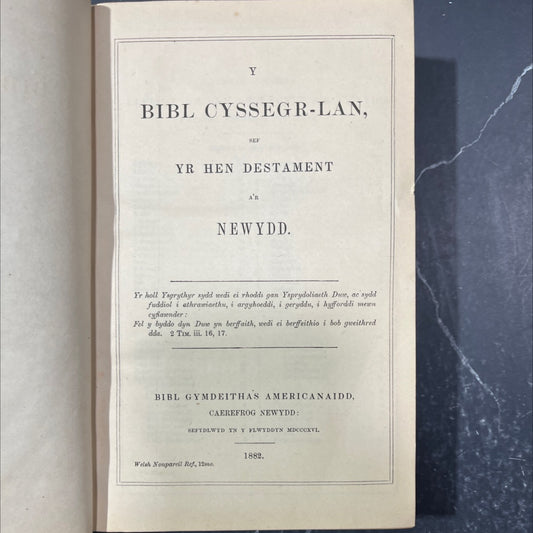 Y
BIBL CYSSEGR-LAN,
SEF
YR HEN DESTAMENT
A'R
NEWYDD.
Yr holl Ysgrythyr sydd wedi ei rhoddi gan Ysprydoliaeth Duw, ac sydd
fuddiol i athrawiaethu, i argyhoeddi, i geryddu, i hyfforddi mewn
cyfiawnder:
Fel y byddo dyn Duw yn berffaith, wedi ei berffeithio i bob gweithred
dda. 2 TIM. iii. 16, 17.
BIBL GYMDEITHAS AMERICANAIDD,
CAEREFROG NEWYDD:
SEFYDLWYD YN Y FLWYDDYN MDCCCXVI.
1882.
Welsh Nonpareil Ref., 12mo.